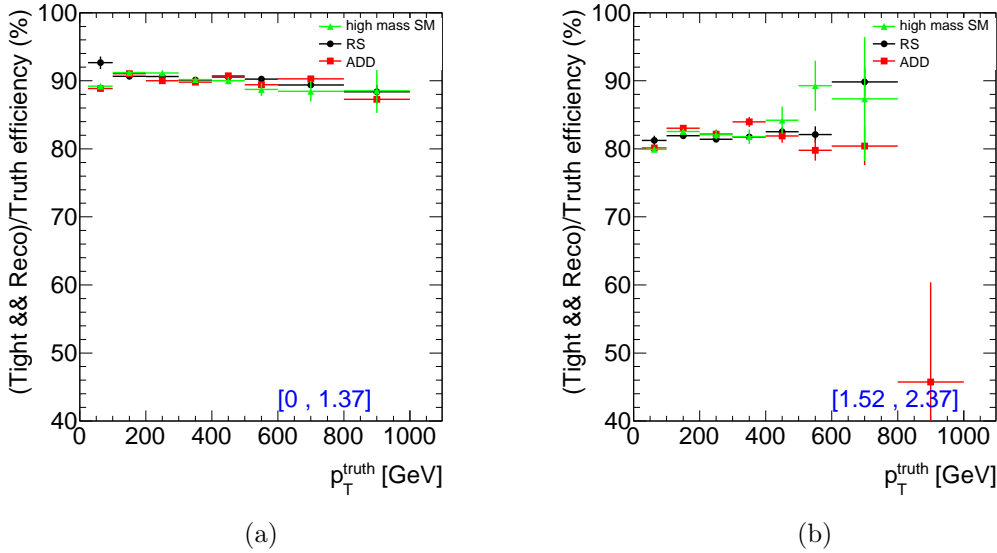 (Tight && Reco)/Truth efficiency (%)
100
90
80
70
60
50
40
high mass SM
RS
ADD
[0 , 1.37]
0 200 400 600 800 1000
p_T^truth [GeV]
(a)
(Tight && Reco)/Truth efficiency (%)
100
90
80
70
60
50
40
high mass SM
RS
ADD
[1.52 , 2.37]
0 200 400 600 800 1000
p_T^truth [GeV]
(b)